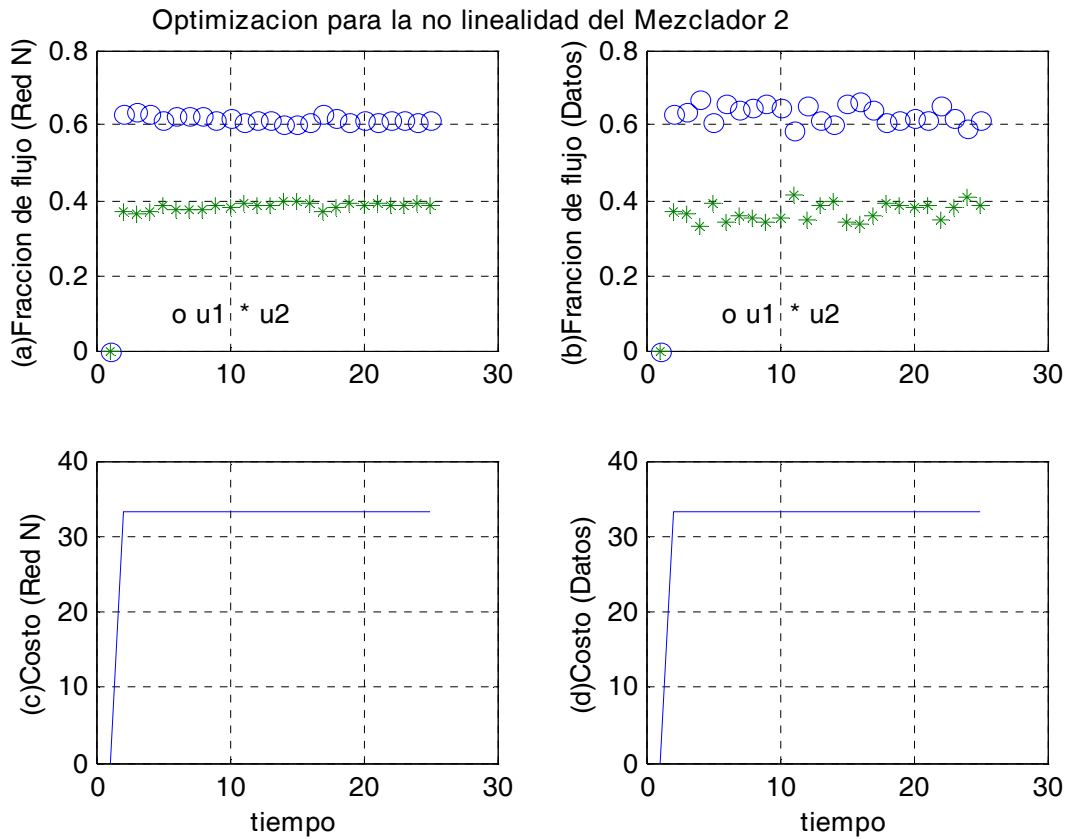 Optimizacion para la no linealidad del Mezclador 2
(a)Fraccion de flujo (Red N)
0.8
0.6
0.4
0.2
0
o u1 * u2
0 10 20 30
(b)Francion de flujo (Datos)
0.8
0.6
0.4
0.2
0
o u1 * u2
0 10 20 30
(c)Costo (Red N)
40
30
20
10
0
0 10 20 30
tiempo
(d)Costo (Datos)
40
30
20
10
0
0 10 20 30
tiempo